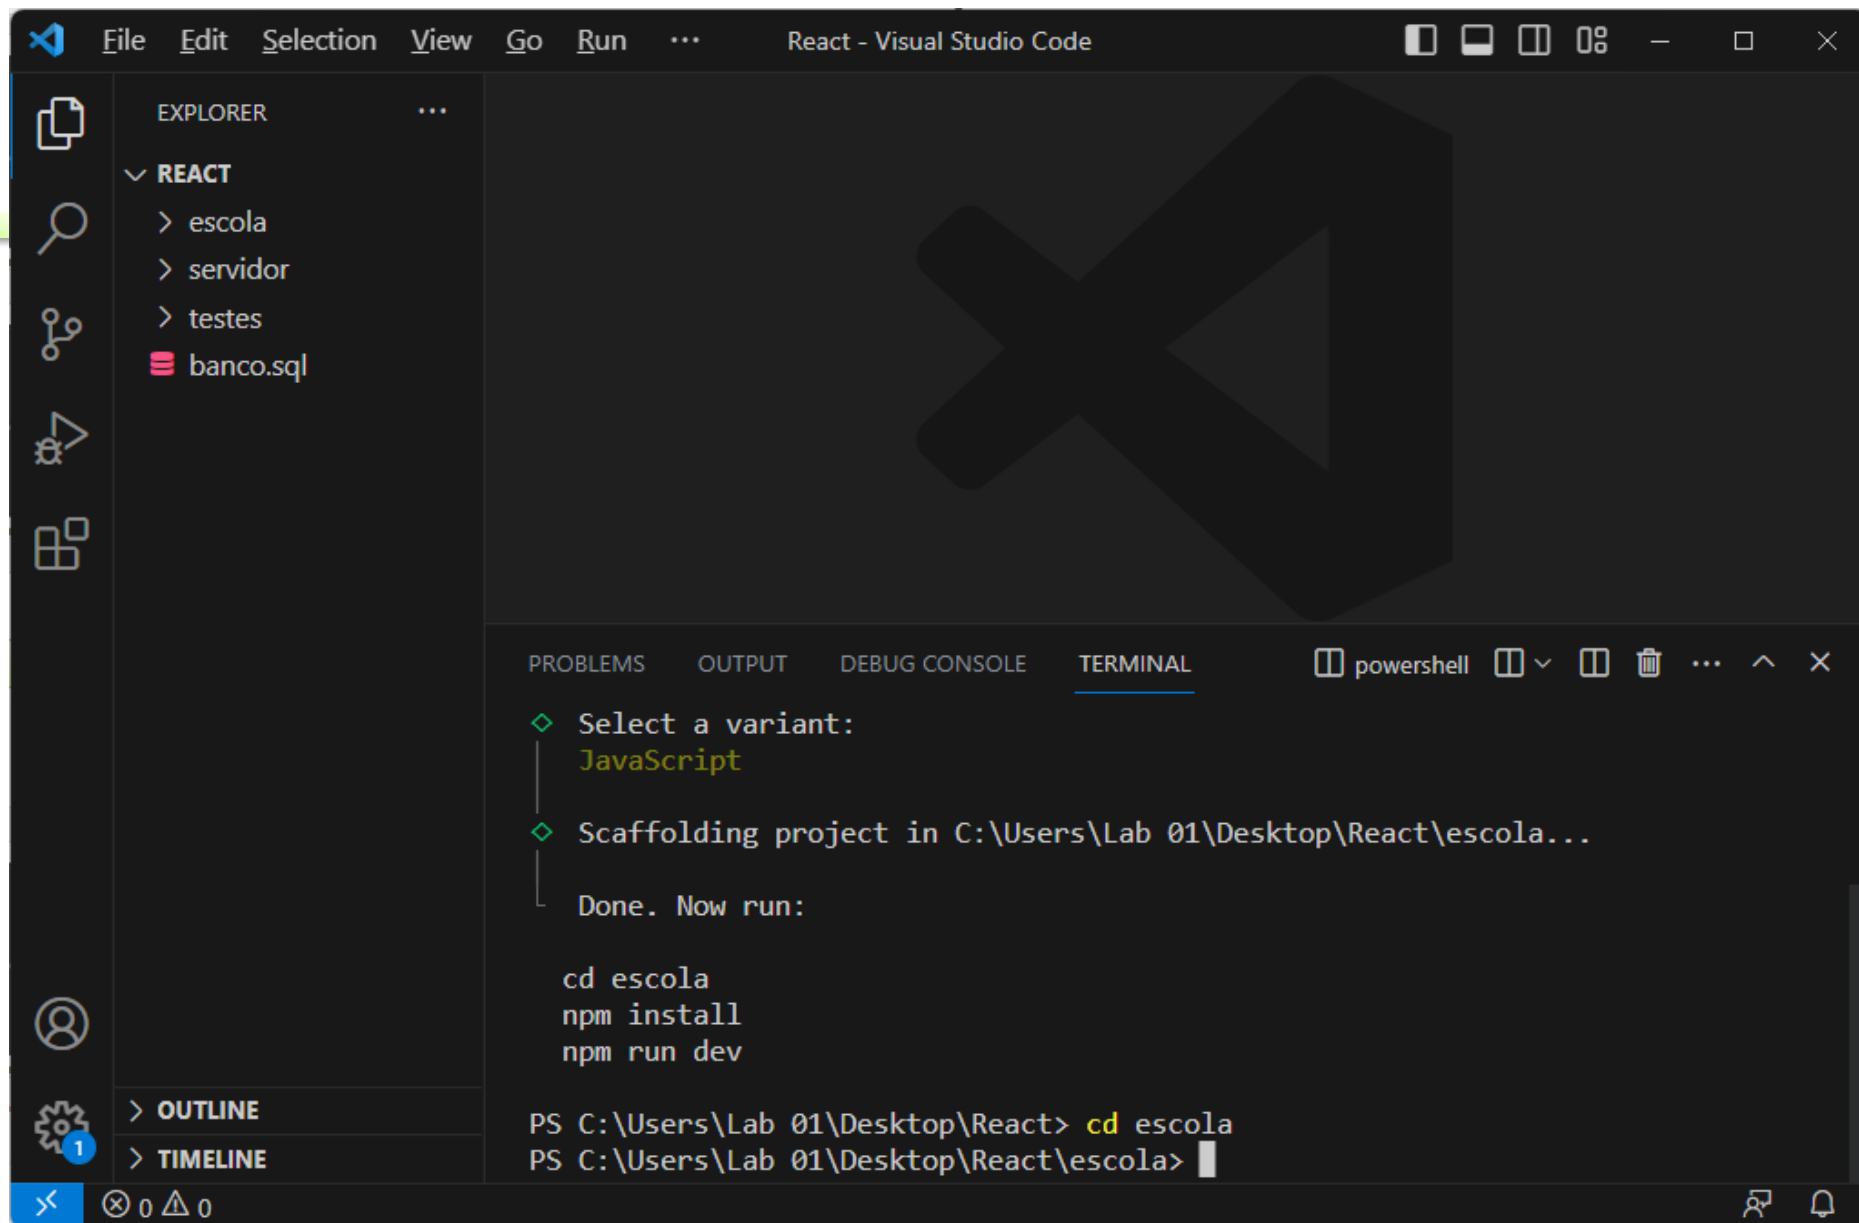 File Edit Selection View Go Run ··· React - Visual Studio Code
EXPLORER ···
REACT
escola
servidor
testes
banco.sql
PROBLEMS OUTPUT DEBUG CONSOLE TERMINAL powershell ···
Select a variant:
JavaScript
Scaffolding project in C:\Users\Lab 01\Desktop\React\escola...
Done. Now run:
cd escola
npm install
npm run dev
PS C:\Users\Lab 01\Desktop\React> cd escola
PS C:\Users\Lab 01\Desktop\React\escola>
OUTLINE
1
TIMELINE
0 0